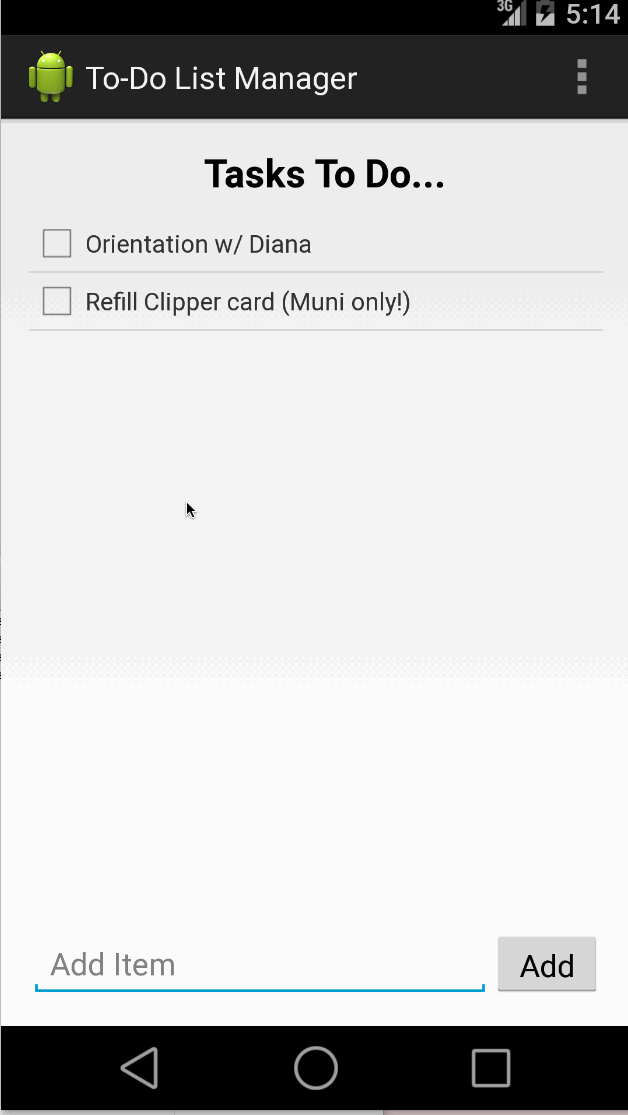 3G 5:14
To-Do List Manager
Tasks To Do...
Orientation w/ Diana
Refill Clipper card (Muni only!)
Add Item Add